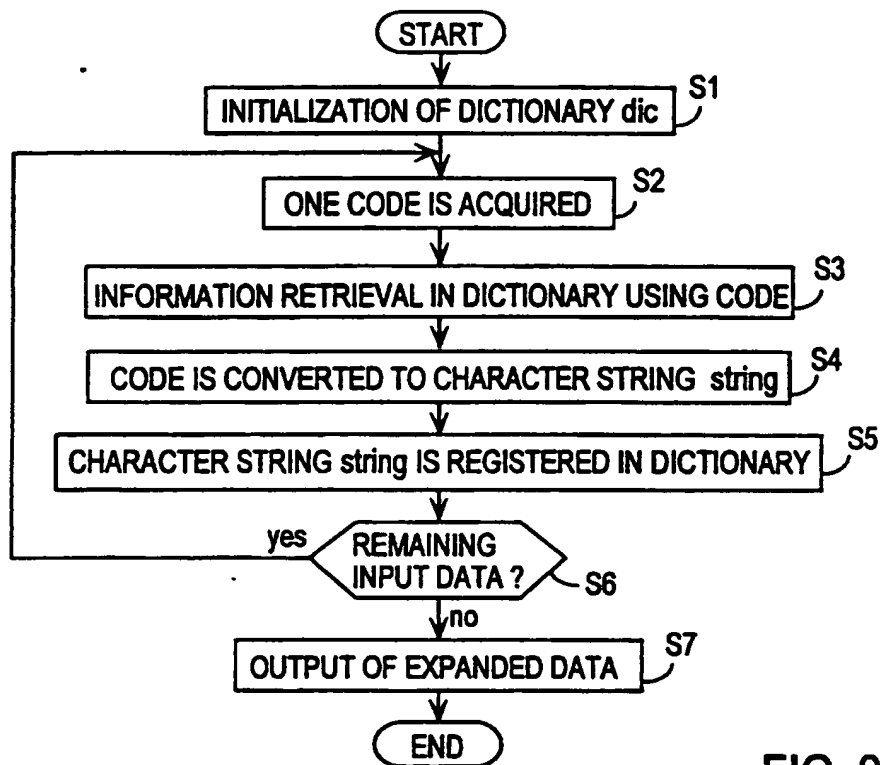 START
S1
INITIALIZATION OF DICTIONARY dic
S2
ONE CODE IS ACQUIRED
S3
INFORMATION RETRIEVAL IN DICTIONARY USING CODE
S4
CODE IS CONVERTED TO CHARACTER STRING string
S5
CHARACTER STRING string IS REGISTERED IN DICTIONARY
yes
REMAINING
INPUT DATA ?
S6
no
S7
OUTPUT OF EXPANDED DATA
END